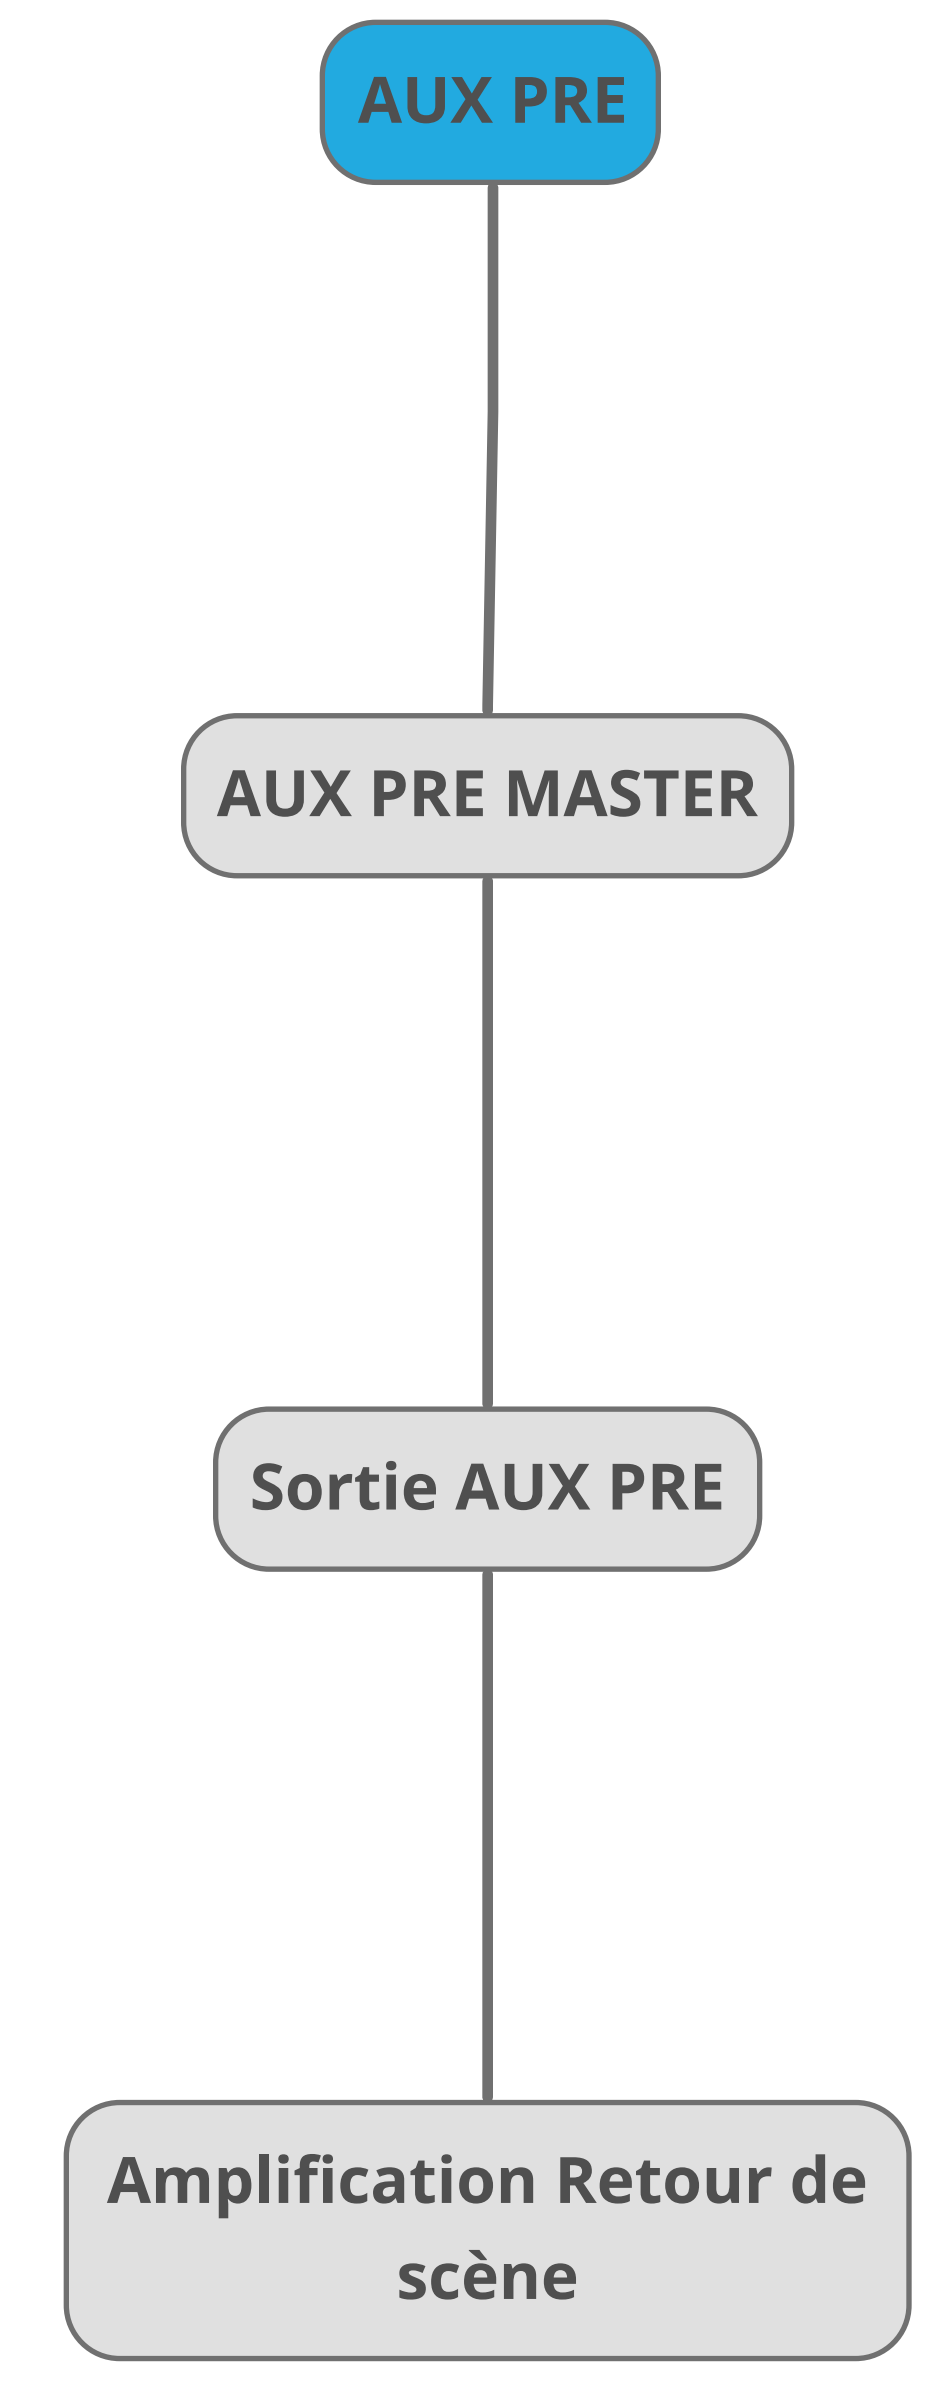 AUX PRE
AUX PRE MASTER
Sortie AUX PRE
Amplification Retour de
scène